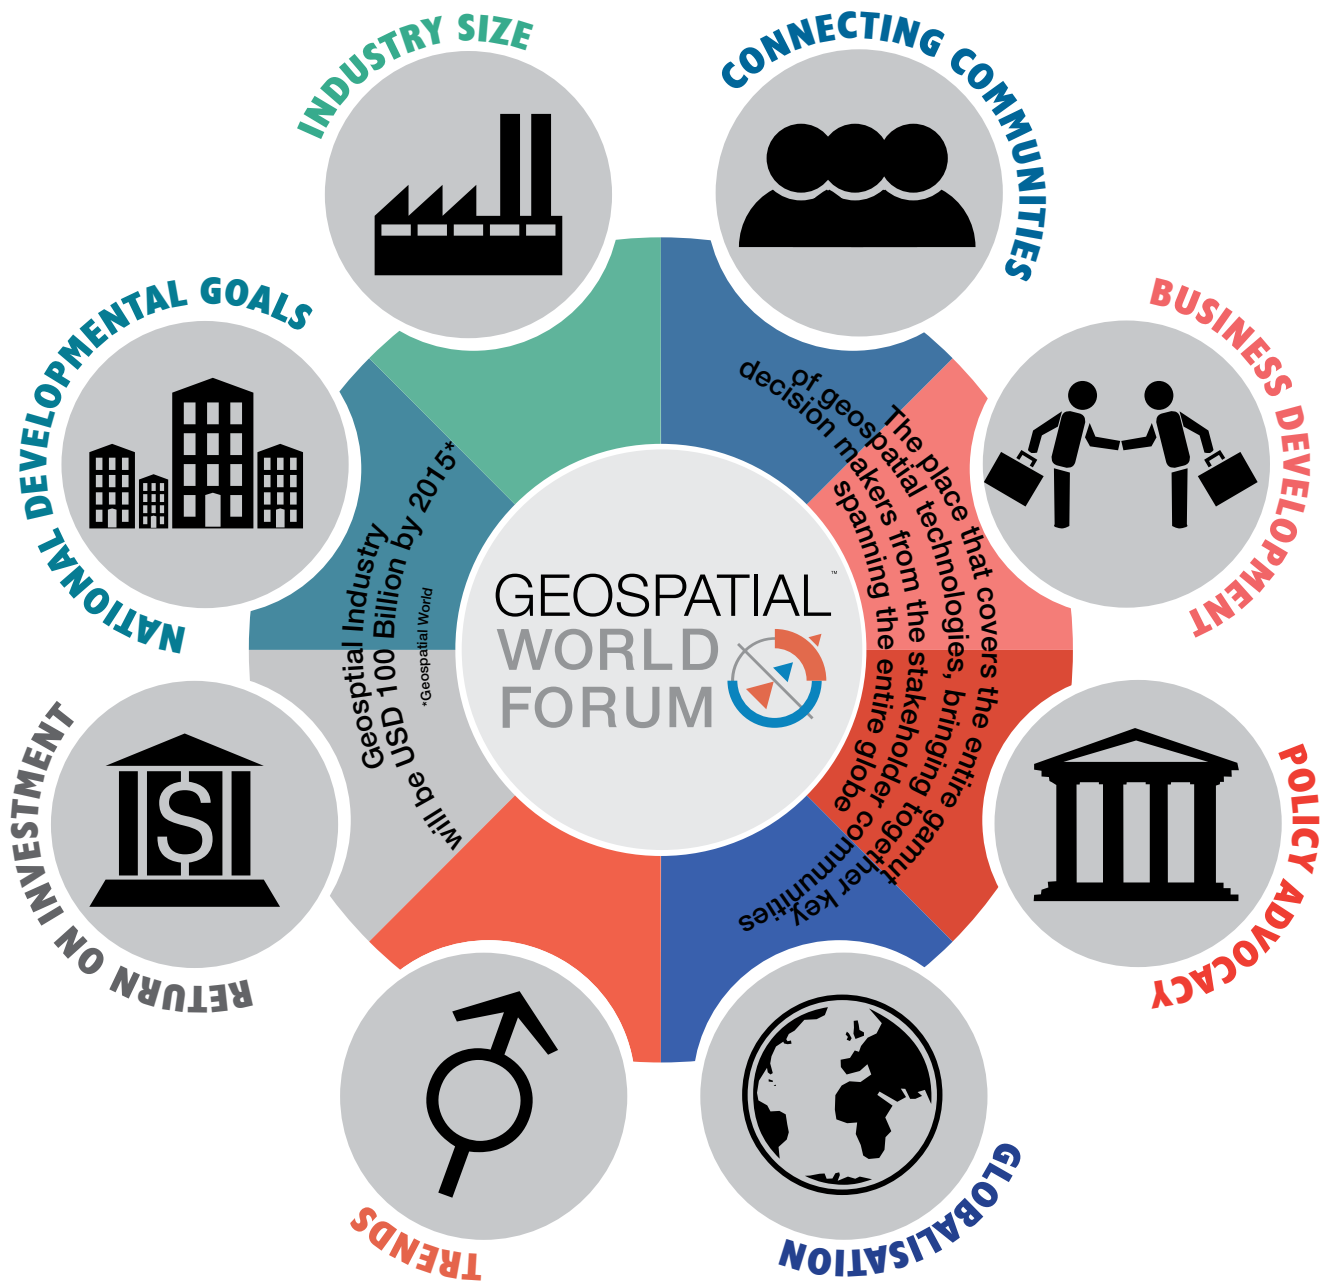 INDUSTRY SIZE
CONNECTING COMMUNITIES
BUSINESS DEVELOPMENT
POLICY ADVOCACY
GLOBALISATION
TRENDS
RETURN ON INVESTMENT
NATIONAL DEVELOPMENTAL GOALS
Geosptial Industry
will be USD 100 Billion by 2015*
*Geospatial World
GEOSPATIAL™
WORLD
FORUM
The place that covers the entire gamut
of geospatial technologies, bringing together key
decision makers from the stakeholder communities
spanning the entire globe